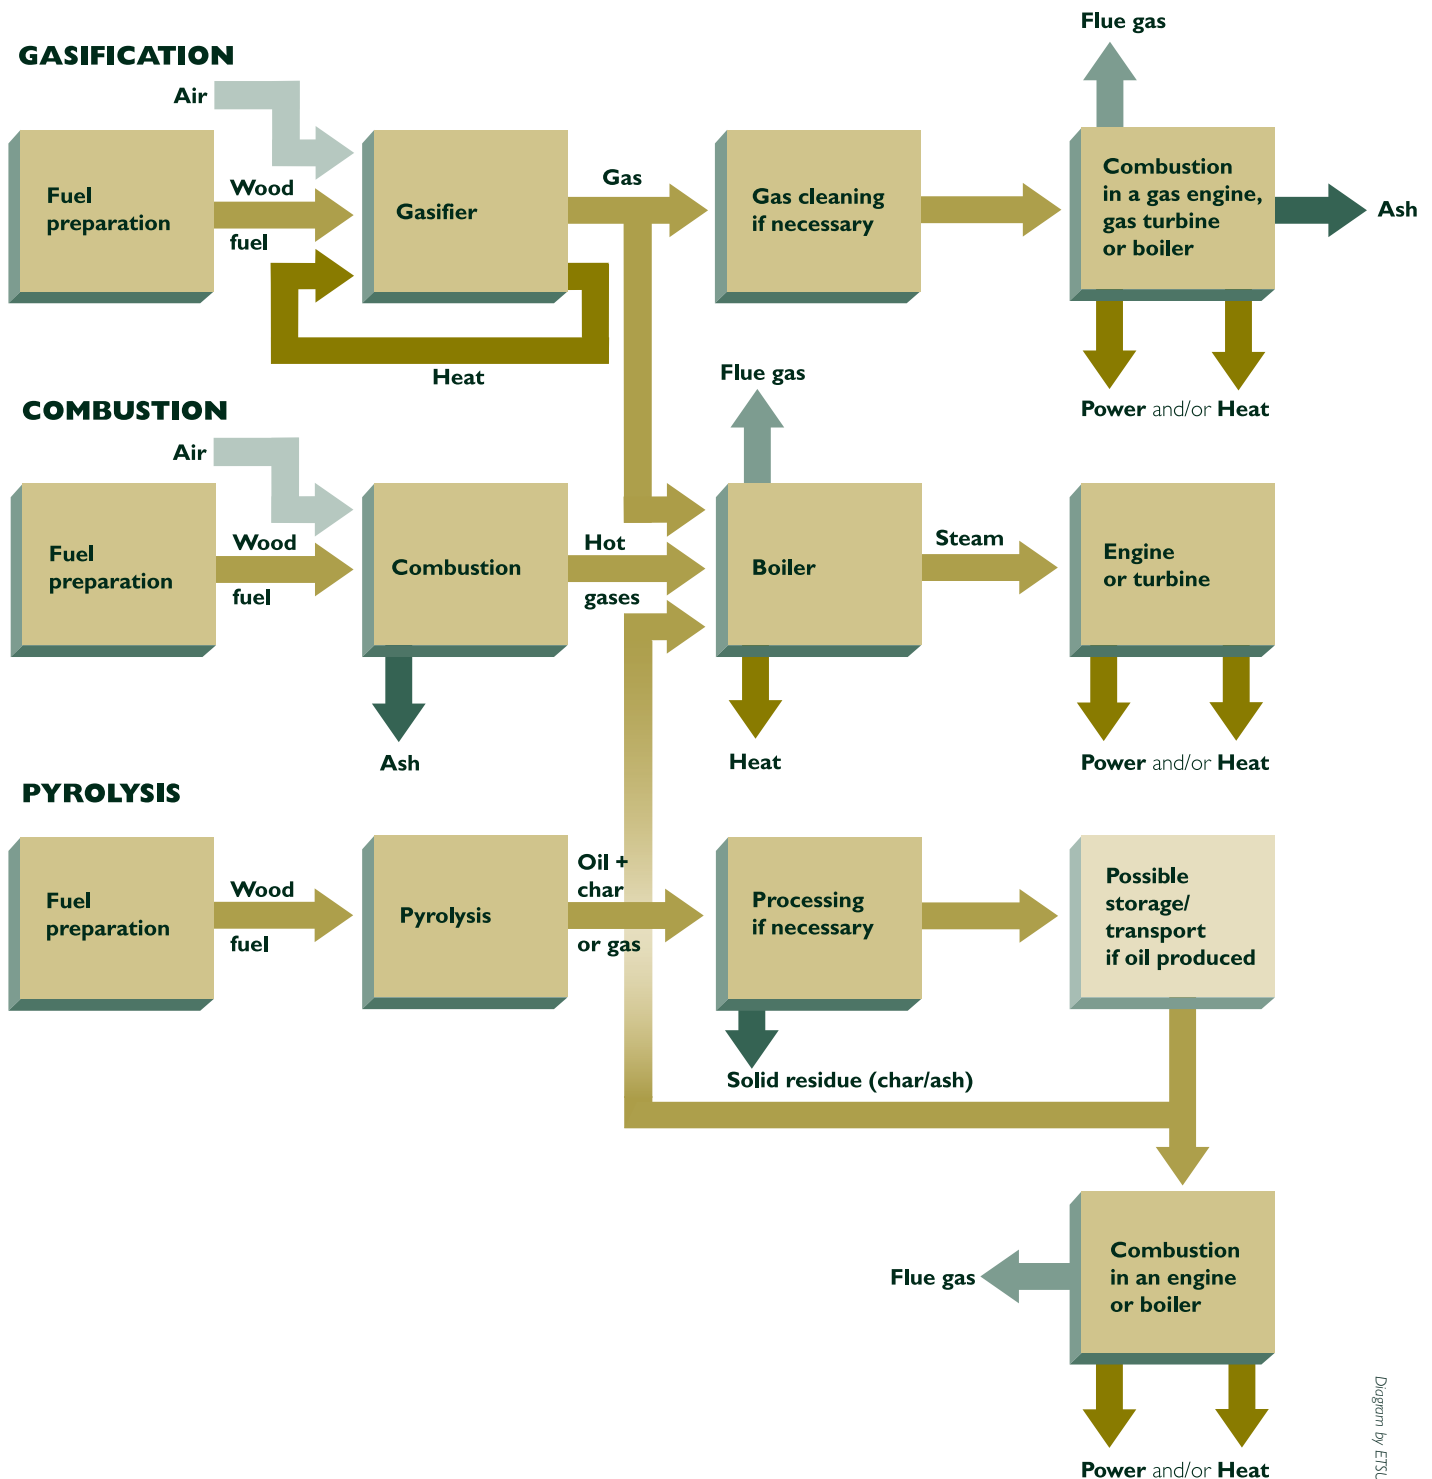 Flue gas
GASIFICATION
Air
Fuel
preparation
Wood
fuel
Gasifier
Heat
Gas
Gas cleaning
if necessary
Combustion
in a gas engine,
gas turbine
or boiler
Ash
Power and/or Heat
COMBUSTION
Air
Fuel
preparation
Wood
fuel
Combustion
Ash
Hot
gases
Flue gas
Boiler
Heat
Steam
Engine
or turbine
Power and/or Heat
PYROLYSIS
Fuel
preparation
Wood
fuel
Pyrolysis
Oil +
char
or gas
Processing
if necessary
Solid residue (char/ash)
Possible
storage/
transport
if oil produced
Combustion
in an engine
or boiler
Flue gas
Power and/or Heat
Diagram by ETSU